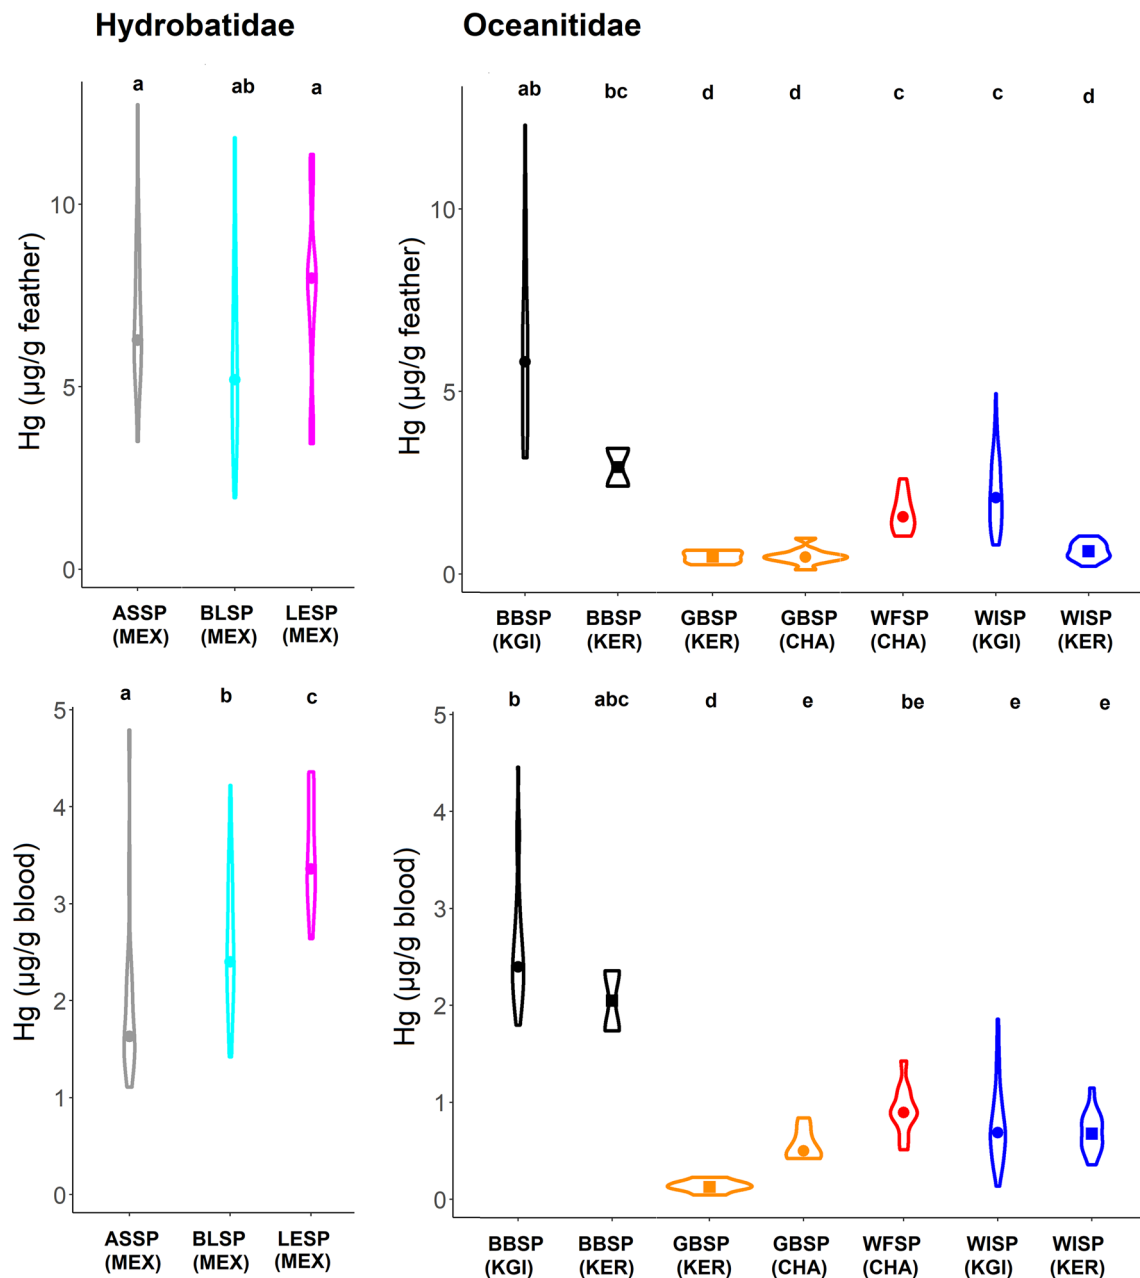 Hydrobatidae
Oceanitidae
a ab a
ab bc d d c c d
Hg (µg/g feather)
10
5
0
Hg (µg/g feather)
10
5
0
ASSP (MEX)
BLSP (MEX)
LESP (MEX)
BBSP (KGI)
BBSP (KER)
GBSP (KER)
GBSP (CHA)
WFSP (CHA)
WISP (KGI)
WISP (KER)
a b c
b abc d e be e e
Hg (µg/g blood)
5
4
3
2
1
0
Hg (µg/g blood)
5
4
3
2
1
0
ASSP (MEX)
BLSP (MEX)
LESP (MEX)
BBSP (KGI)
BBSP (KER)
GBSP (KER)
GBSP (CHA)
WFSP (CHA)
WISP (KGI)
WISP (KER)